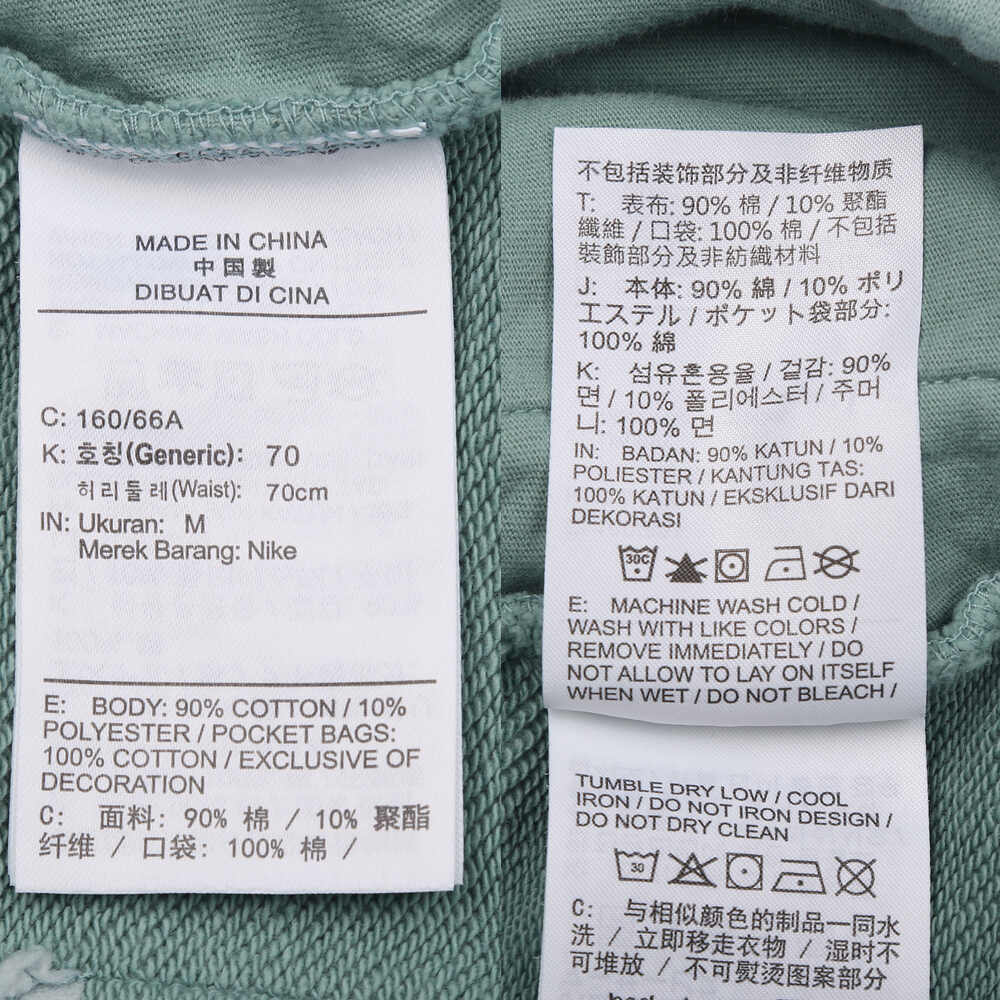 MADE IN CHINA
中国製
DIBUAT DI CINA
C: 160/66A
K: 호칭(Generic): 70
허리둘레(Waist): 70cm
IN: Ukuran: M
Merek Barang: Nike
E: BODY: 90% COTTON / 10%
POLYESTER / POCKET BAGS:
100% COTTON / EXCLUSIVE OF
DECORATION
C: 面料: 90% 棉 / 10% 聚酯
纤维 / 口袋: 100% 棉 /
不包括装饰部分及非纤维物质
T: 表布: 90% 棉 / 10% 聚酯
纖維 / 口袋: 100% 棉 / 不包括
裝飾部分及非紡織材料
J: 本体: 90% 綿 / 10% ポリ
エステル / ポケット袋部分:
100% 綿
K: 섬유혼용율 / 겉감: 90%
면 / 10% 폴리에스터 / 주머
니: 100% 면
IN: BADAN: 90% KATUN / 10%
POLIESTER / KANTUNG TAS:
100% KATUN / EKSKLUSIF DARI
DEKORASI
30C
E: MACHINE WASH COLD /
WASH WITH LIKE COLORS /
REMOVE IMMEDIATELY / DO
NOT ALLOW TO LAY ON ITSELF
WHEN WET / DO NOT BLEACH /
TUMBLE DRY LOW / COOL
IRON / DO NOT IRON DESIGN /
DO NOT DRY CLEAN
30
C: 与相似颜色的制品一同水
洗 / 立即移走衣物 / 湿时不
可堆放 / 不可熨烫图案部分